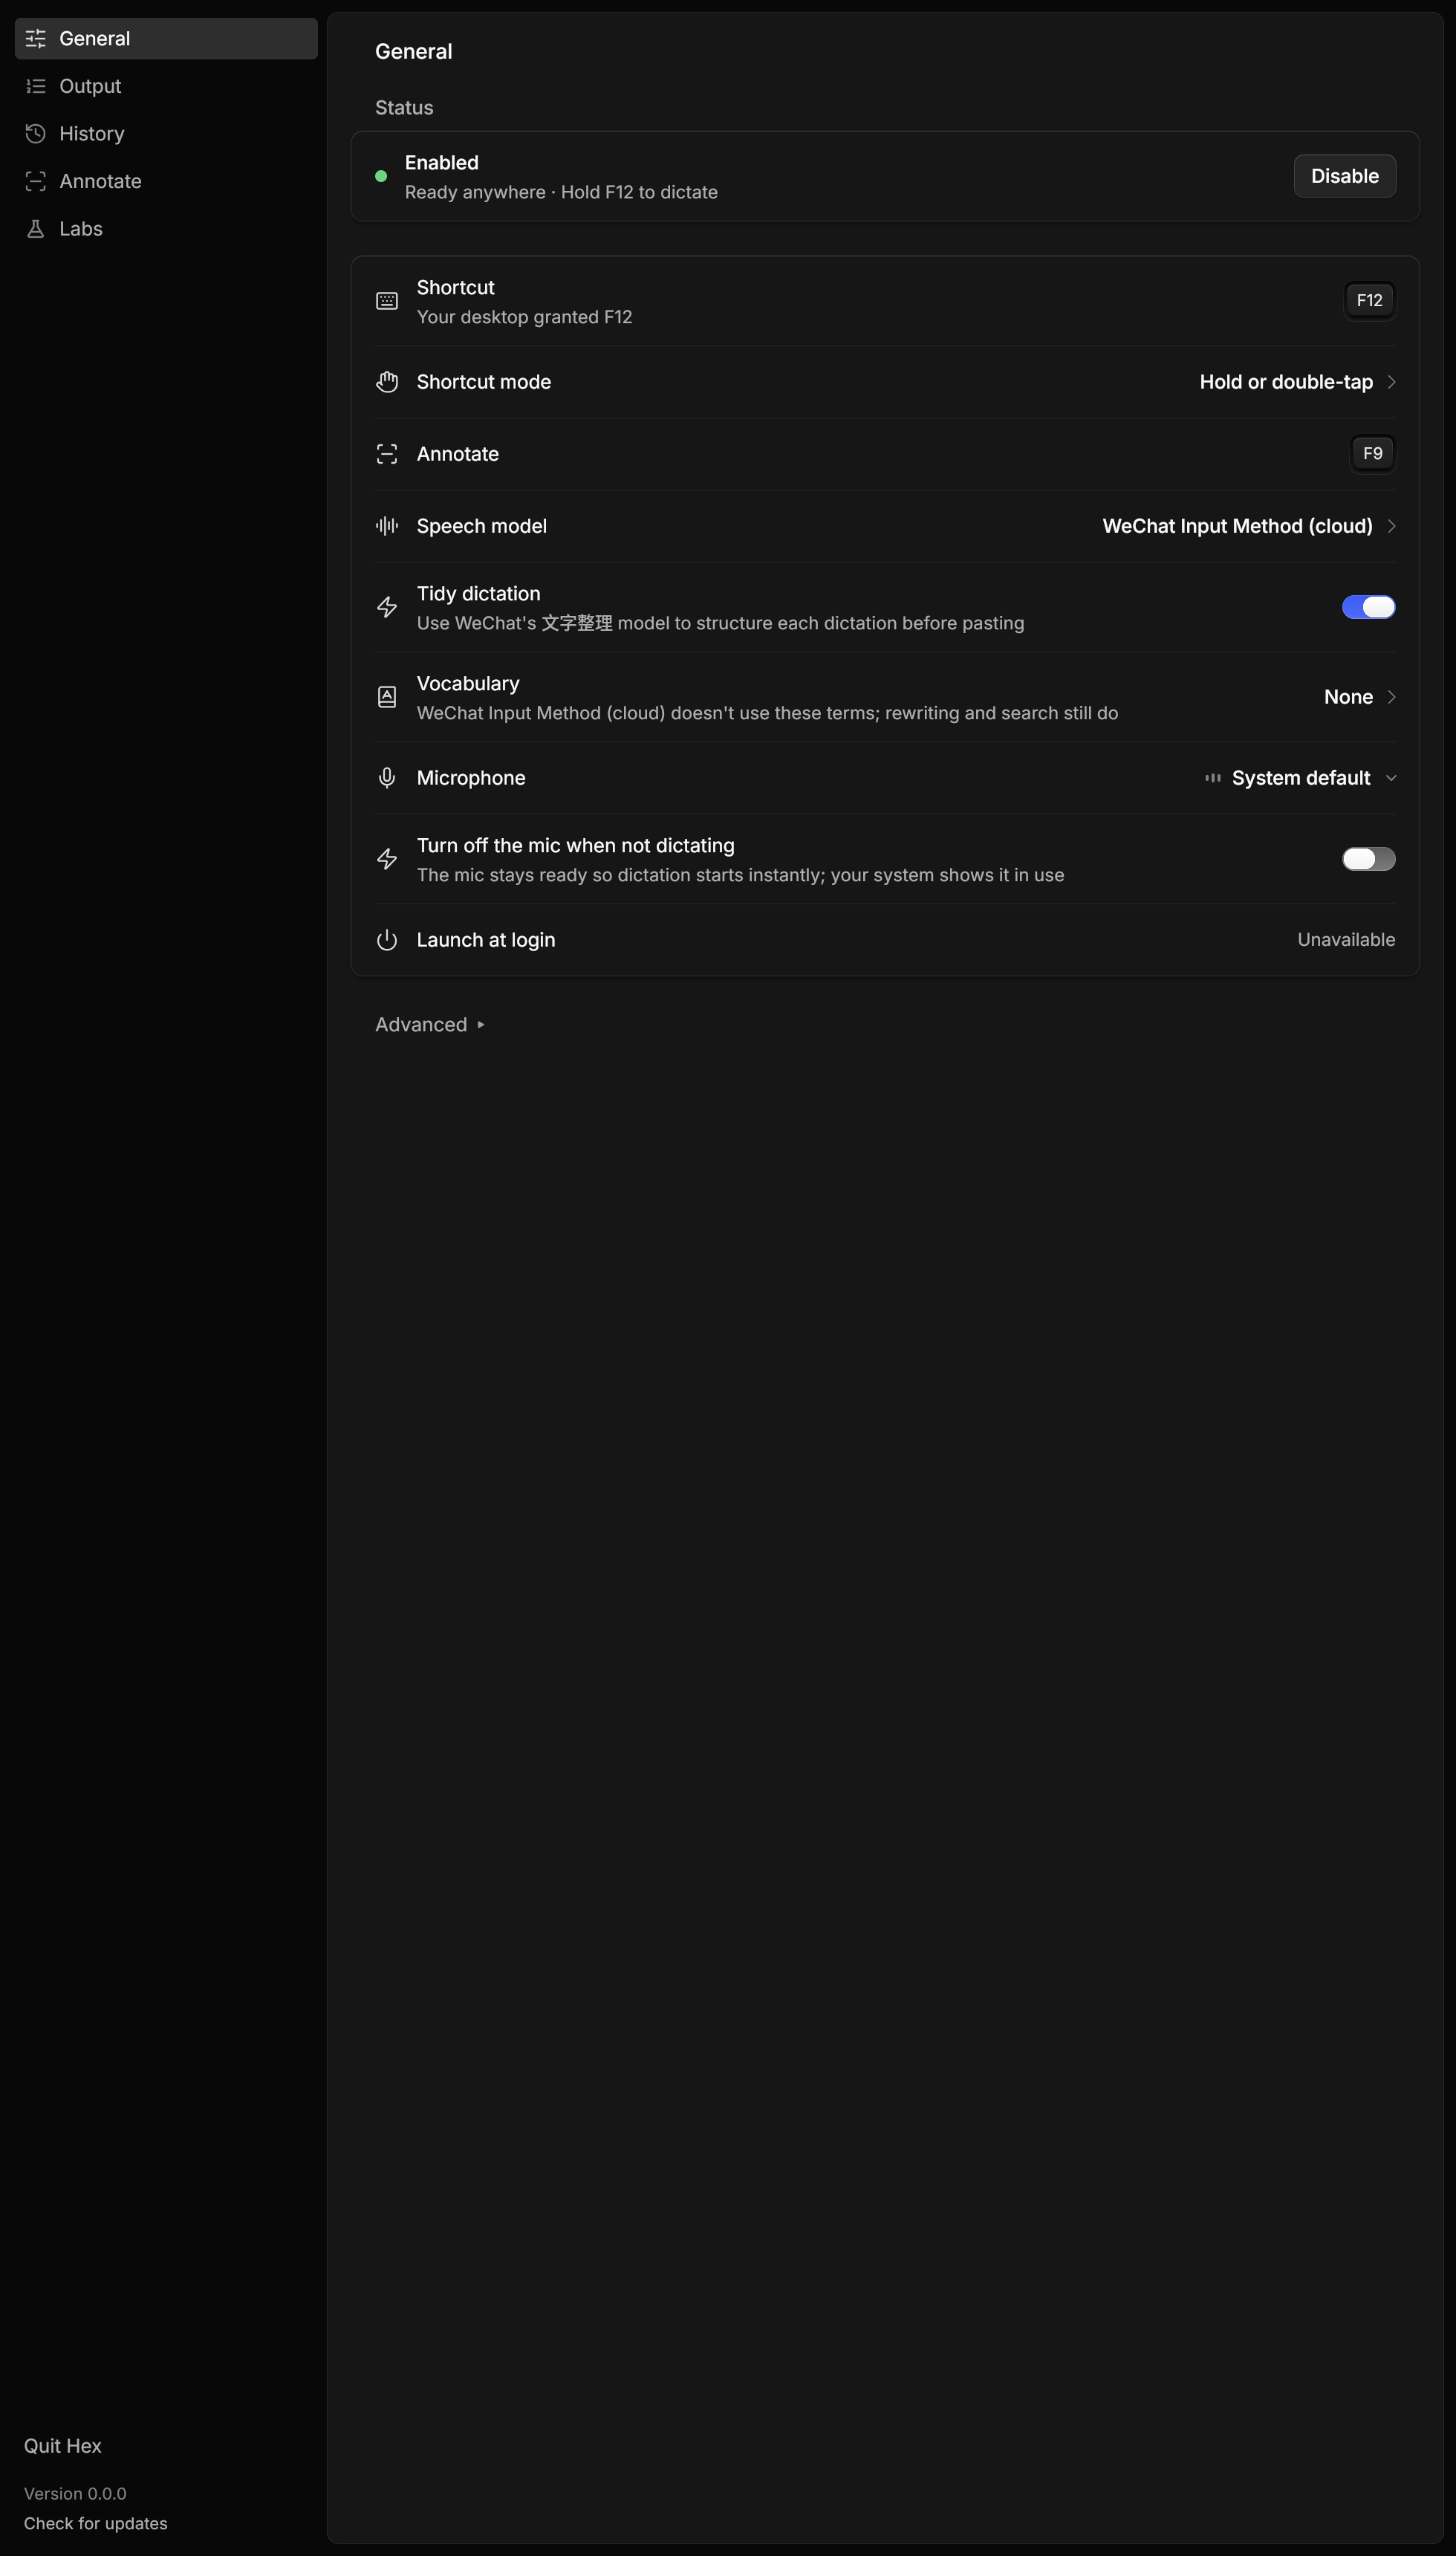 General
Output
History
Annotate
Labs
Quit Hex
Version 0.0.0
Check for updates
General
Status
Enabled
Ready anywhere · Hold F12 to dictate
Disable
Shortcut
Your desktop granted F12
F12
Shortcut mode
Hold or double-tap
Annotate
F9
Speech model
WeChat Input Method (cloud)
Tidy dictation
Use WeChat's 文字整理 model to structure each dictation before pasting
Vocabulary
WeChat Input Method (cloud) doesn't use these terms; rewriting and search still do
None
Microphone
System default
Turn off the mic when not dictating
The mic stays ready so dictation starts instantly; your system shows it in use
Launch at login
Unavailable
Advanced